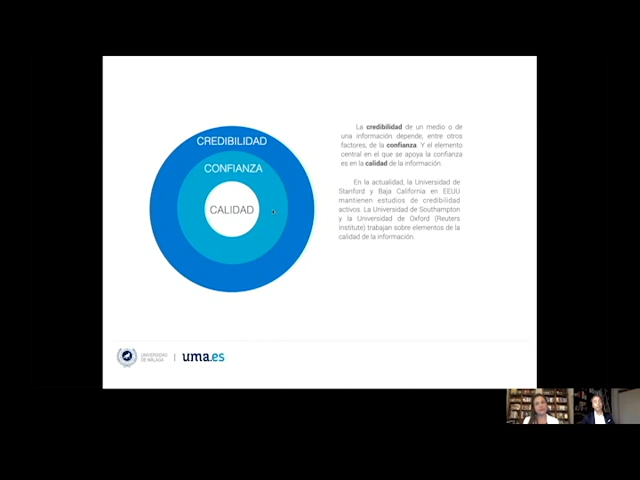 CREDIBILIDAD
CONFIANZA
CALIDAD
La credibilidad de un medio o de
una información depende, entre otros
factores, de la confianza. Y el elemento
central en el que se apoya la confianza
es en la calidad de la información.
En la actualidad, la Universidad de
Stanford y Baja California en EEUU
mantienen estudios de credibilidad
activos. La Universidad de Southampton
y la Universidad de Oxford (Reuters
Institute) trabajan sobre elementos de la
calidad de la información.
UNIVERSIDAD
DE MÁLAGA
uma.es